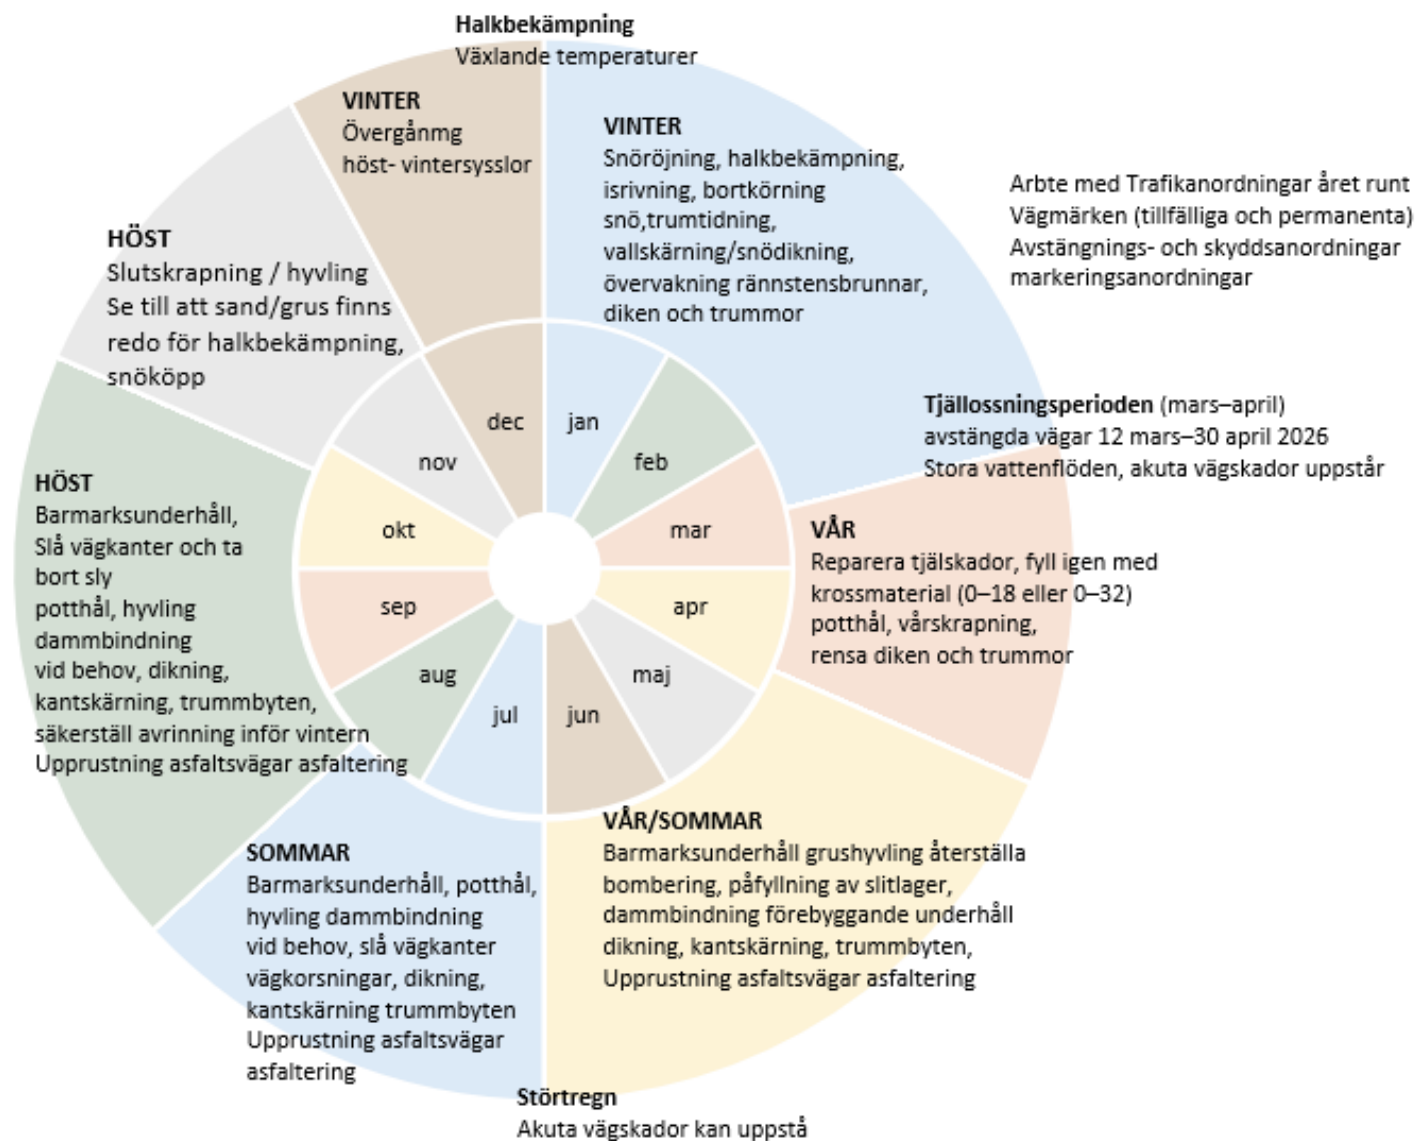 Halkbekämpning
Växlande temperaturer
VINTER
Övergånmg
höst- vintersysslor
VINTER
Snöröjning, halkbekämpning,
isrivning, bortkörning
snö,trumtidning,
vallskärning/snödikning,
övervakning rännstensbrunnar,
diken och trummor
Arbte med Trafikanordningar året runt
Vägmärken (tillfälliga och permanenta)
Avstängnings- och skyddsanordningar
markeringsanordningar
HÖST
Slutskrapning / hyvling
Se till att sand/grus finns
redo för halkbekämpning,
snököpp
Tjällossningsperioden (mars–april)
avstängda vägar 12 mars–30 april 2026
Stora vattenflöden, akuta vägskador uppstår
jan
feb
mar
apr
maj
jun
jul
aug
sep
okt
nov
dec
VÅR
Reparera tjälskador, fyll igen med
krossmaterial (0–18 eller 0–32)
potthål, vårskrapning,
rensa diken och trummor
HÖST
Barmarksunderhåll,
Slå vägkanter och ta
bort sly
potthål, hyvling
dammbindning
vid behov, dikning,
kantskärning, trummbyten,
säkerställ avrinning inför vintern
Upprustning asfaltsvägar asfaltering
VÅR/SOMMAR
Barmarksunderhåll grushyvling återställa
bombering, påfyllning av slitlager,
dammbindning förebyggande underhåll
dikning, kantskärning, trummbyten,
Upprustning asfaltsvägar asfaltering
SOMMAR
Barmarksunderhåll, potthål,
hyvling dammbindning
vid behov, slå vägkanter
vägkorsningar, dikning,
kantskärning trummbyten
Upprustning asfaltsvägar
asfaltering
Störtregn
Akuta vägskador kan uppstå